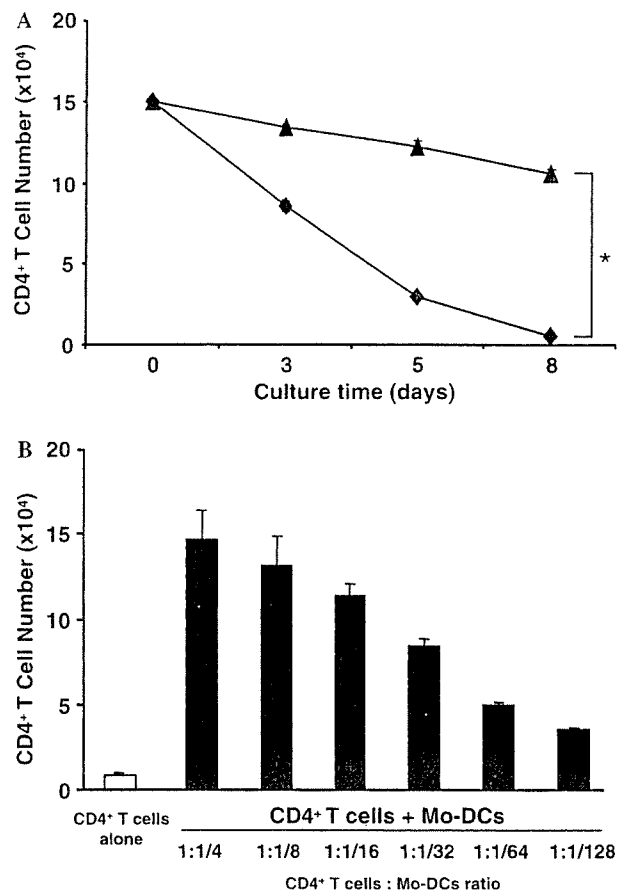 A
20
15
10
5
0
CD4+ T Cell Number (x10⁴)
*
0 3 5 8
Culture time (days)
B
20
15
10
5
0
CD4+ T Cell Number (x10⁴)
CD4+ T cells
alone
CD4+ T cells + Mo-DCs
1:1/4 1:1/8 1:1/16 1:1/32 1:1/64 1:1/128
CD4+ T cells : Mo-DCs ratio